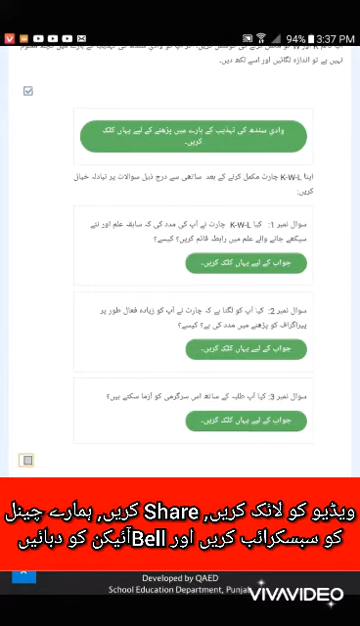 94% 3:37 PM
نہیں ہے تو اندازہ لگائیں اور اسے لکھ دیں۔
وادی سندھ کی تہذیب کے بارے میں پڑھنے کے لیے یہاں کلک
کریں۔
اپنا K-W-L چارٹ مکمل کرنے کے بعد ساتھی سے درج ذیل سوالات پر تبادلہ خیال
کریں:
سوال نمبر 1: کیا K-W-L چارٹ نے آپ کی مدد کی کہ سابقہ علم اور نئے
سیکھے جانے والے علم میں رابطہ قائم کریں؟ کیسے؟
جواب کے لیے یہاں کلک کریں۔
سوال نمبر 2: کیا آپ کو لگتا ہے کہ چارٹ نے آپ کو زیادہ فعال طور پر
پیراگراف کو پڑھنے میں مدد کی ہے؟ کیسے؟
جواب کے لیے یہاں کلک کریں۔
سوال نمبر 3: کیا آپ طلبہ کے ساتھ اس سرگرمی کو آزما سکتے ہیں؟
جواب کے لیے یہاں کلک کریں۔
ویڈیو کو لائک کریں, Share کریں, ہمارے چینل
کو سبسکرائب کریں اور Bell آئیکن کو دبائیں
Developed by QAED
School Education Department, Punjab
VIVAVIDEO